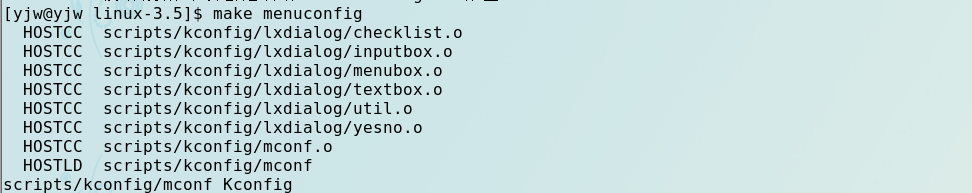 [yjw@yjw linux-3.5]$ make menuconfig
  HOSTCC  scripts/kconfig/lxdialog/checklist.o
  HOSTCC  scripts/kconfig/lxdialog/inputbox.o
  HOSTCC  scripts/kconfig/lxdialog/menubox.o
  HOSTCC  scripts/kconfig/lxdialog/textbox.o
  HOSTCC  scripts/kconfig/lxdialog/util.o
  HOSTCC  scripts/kconfig/lxdialog/yesno.o
  HOSTCC  scripts/kconfig/mconf.o
  HOSTLD  scripts/kconfig/mconf
scripts/kconfig/mconf Kconfig